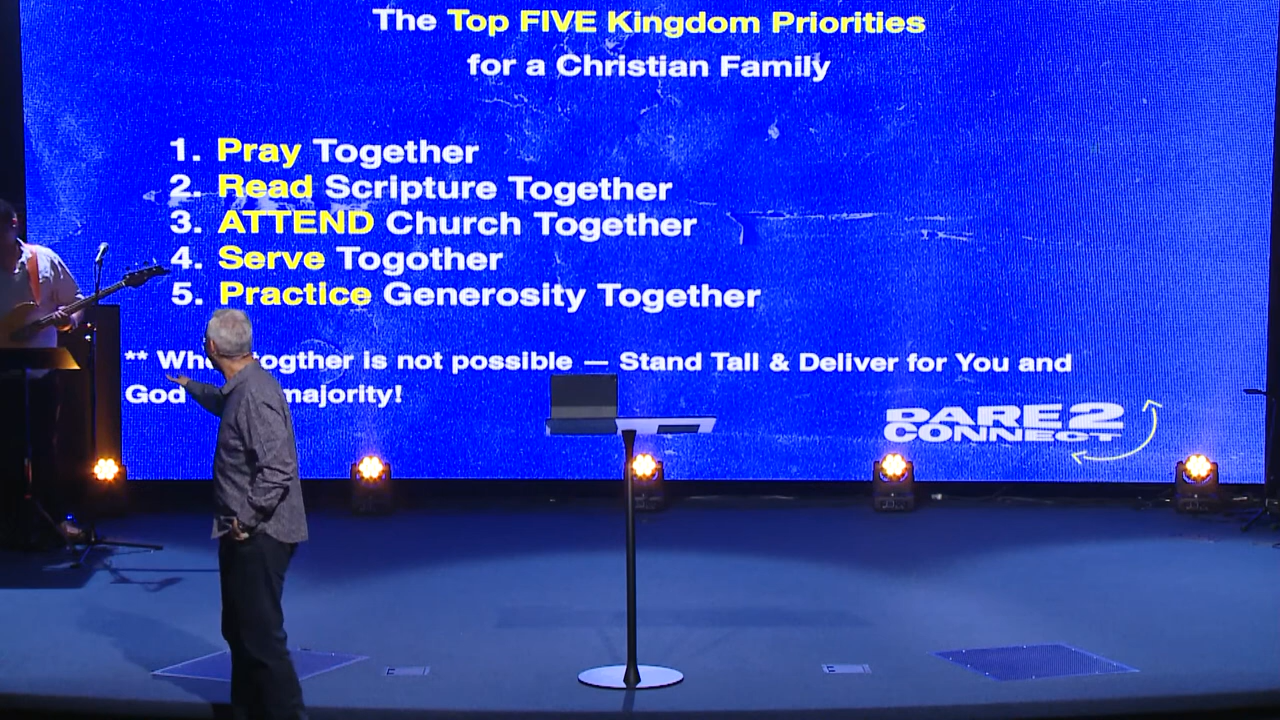 The Top FIVE Kingdom Priorities
for a Christian Family
1. Pray Together
2. Read Scripture Together
3. ATTEND Church Together
4. Serve Togother
5. Practice Generosity Together
** togther is not possible — Stand Tall & Deliver for You and
God majority!
DARE 2
CONNECT